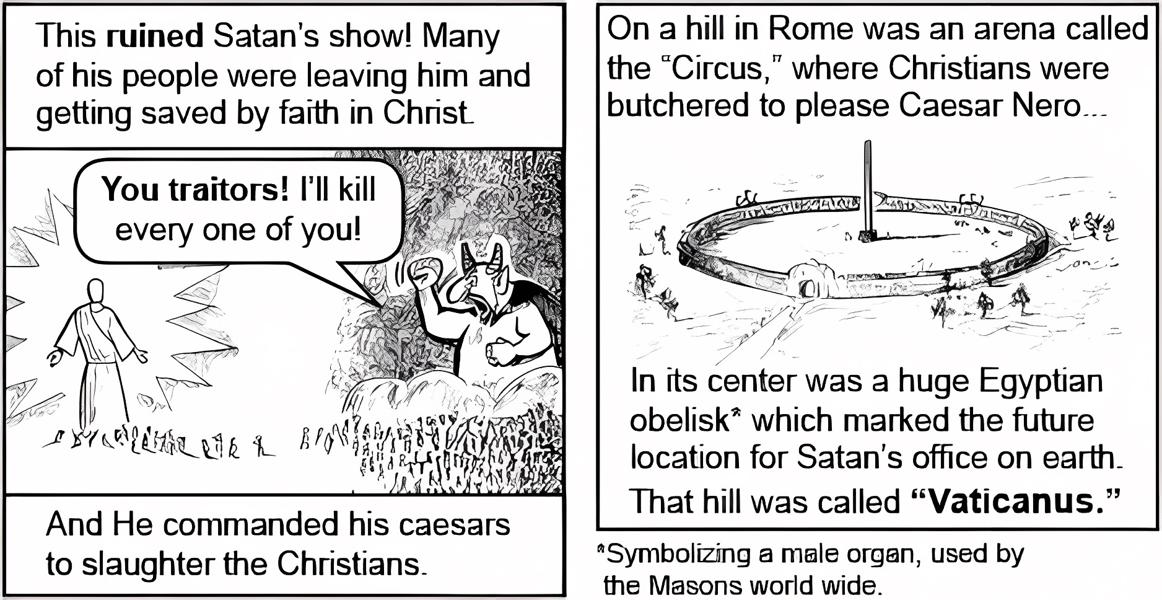 This ruined Satan's show! Many
of his people were leaving him and
getting saved by faith in Christ.
You traitors! I'll kill
every one of you!
And He commanded his caesars
to slaughter the Christians.
On a hill in Rome was an arena called
the "Circus," where Christians were
butchered to please Caesar Nero...
In its center was a huge Egyptian
obelisk* which marked the future
location for Satan's office on earth.
That hill was called "Vaticanus."
*Symbolizing a male organ, used by
the Masons world wide.